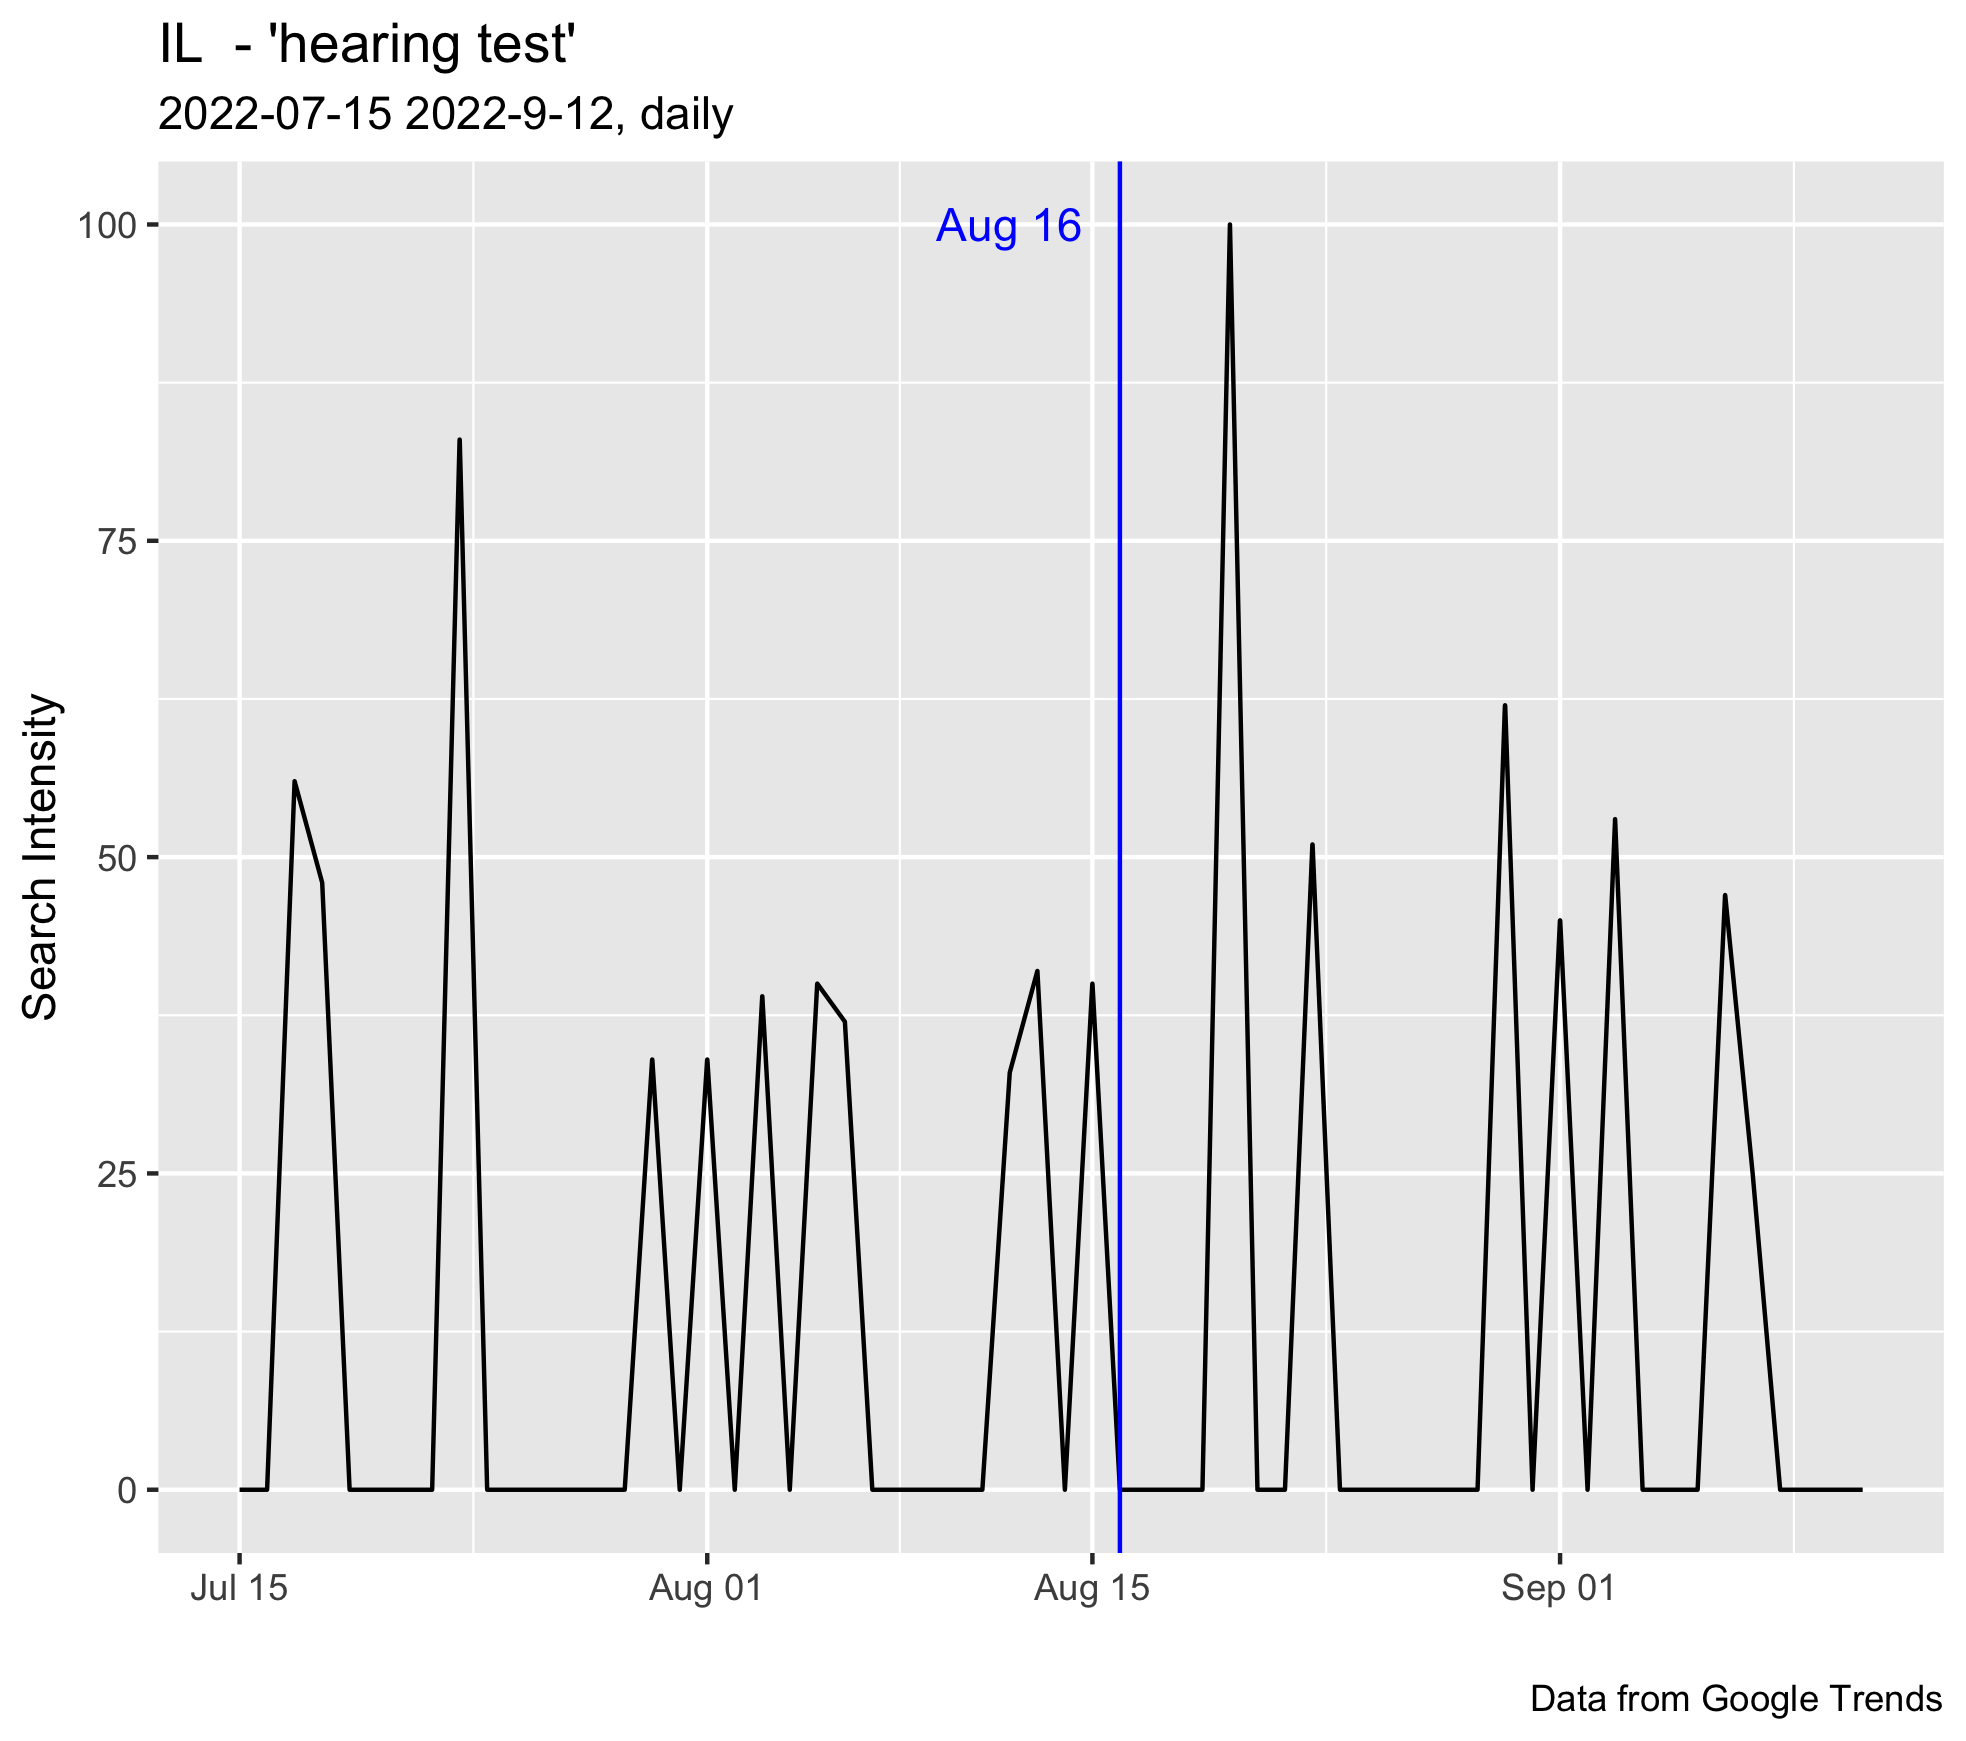 IL  - 'hearing test'
2022-07-15 2022-9-12, daily
Aug 16
100
75
50
25
0
Search Intensity
Jul 15
Aug 01
Aug 15
Sep 01
Data from Google Trends